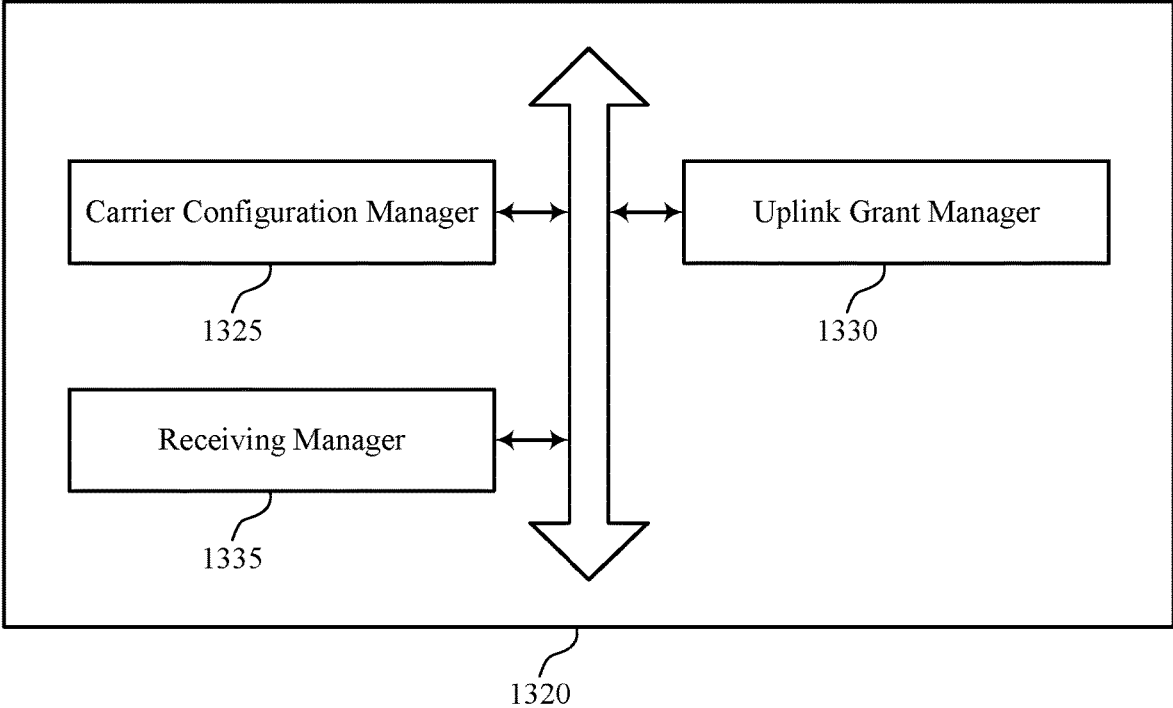 Carrier Configuration Manager
Uplink Grant Manager
1325
1330
Receiving Manager
1335
1320